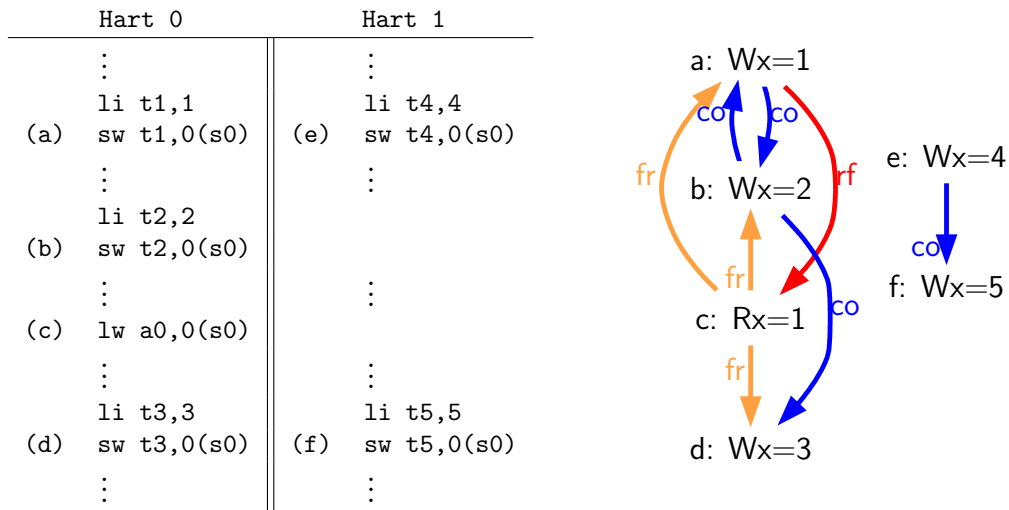 Hart 0 Hart 1
⋮ ⋮
li t1,1 li t4,4
(a) sw t1,0(s0) (e) sw t4,0(s0)
⋮ ⋮
li t2,2
(b) sw t2,0(s0)
⋮ ⋮
(c) lw a0,0(s0)
⋮ ⋮
li t3,3 li t5,5
(d) sw t3,0(s0) (f) sw t5,0(s0)
⋮ ⋮
a: Wx=1
co co
e: Wx=4
fr rf
b: Wx=2
co
fr
f: Wx=5
co
c: Rx=1
fr
d: Wx=3